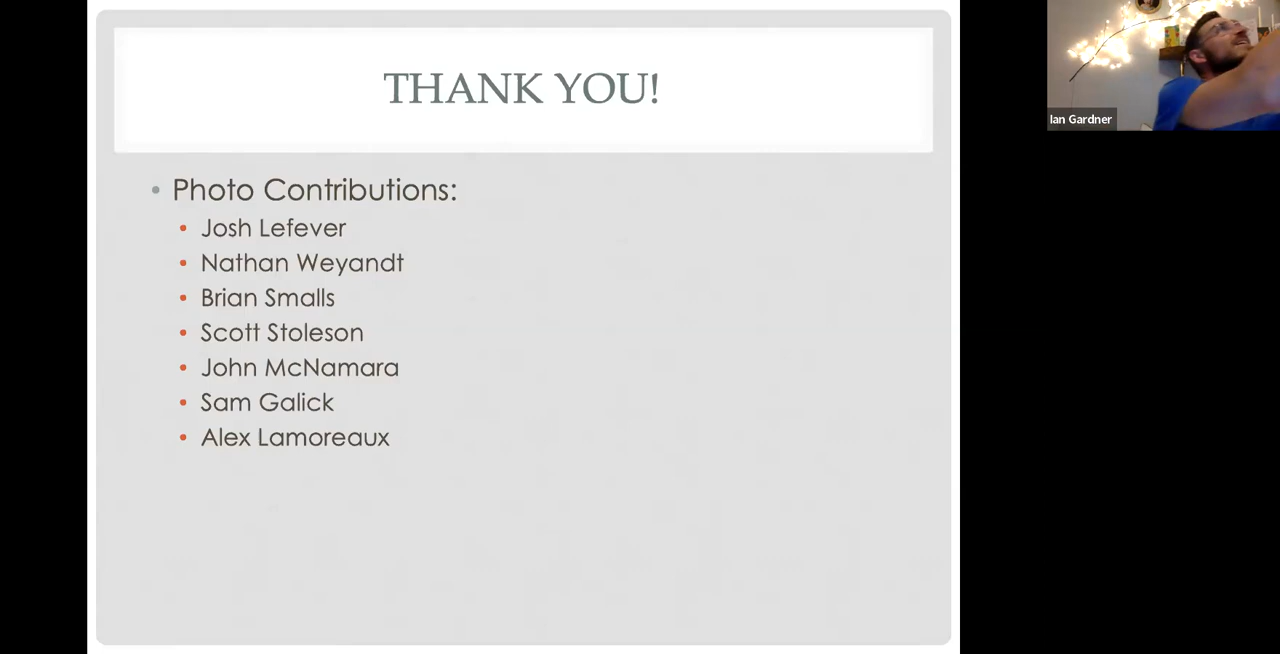 THANK YOU!
Photo Contributions:
Josh Lefever
Nathan Weyandt
Brian Smalls
Scott Stoleson
John McNamara
Sam Galick
Alex Lamoreaux
Ian Gardner